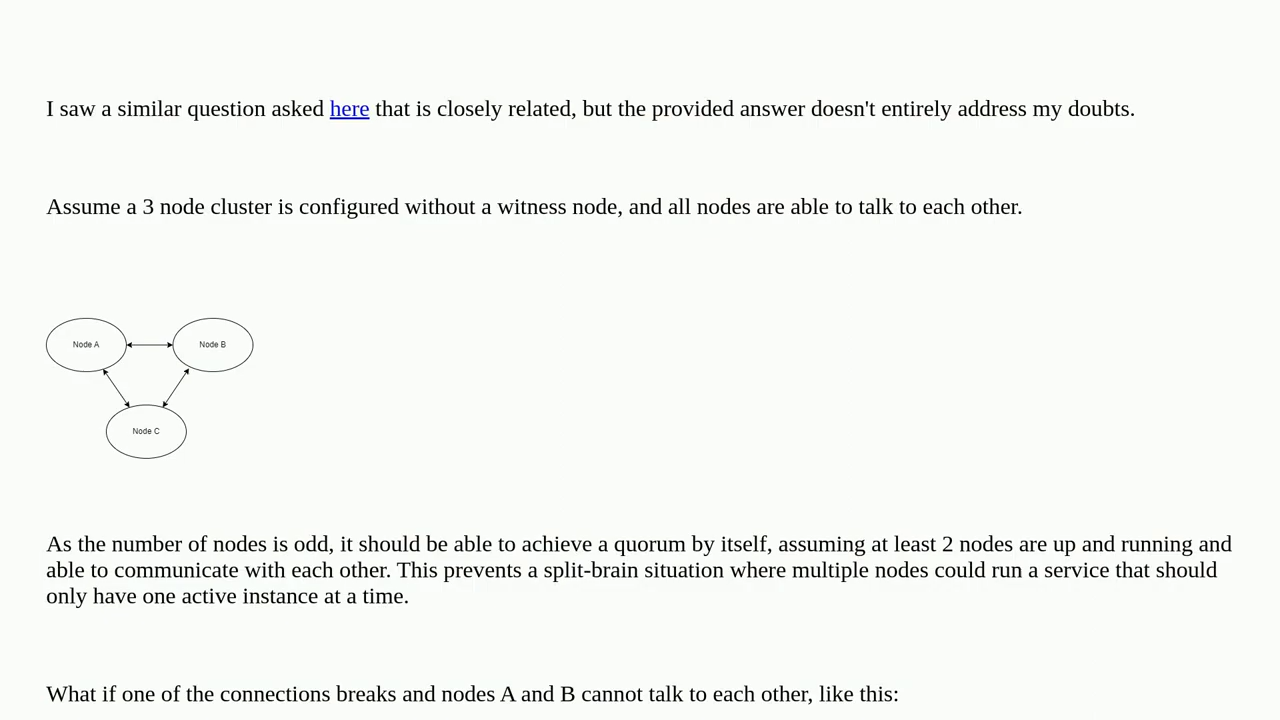 I saw a similar question asked here that is closely related, but the provided answer doesn't entirely address my doubts.
Assume a 3 node cluster is configured without a witness node, and all nodes are able to talk to each other.
Node A
Node B
Node C
As the number of nodes is odd, it should be able to achieve a quorum by itself, assuming at least 2 nodes are up and running and
able to communicate with each other. This prevents a split-brain situation where multiple nodes could run a service that should
only have one active instance at a time.
What if one of the connections breaks and nodes A and B cannot talk to each other, like this: